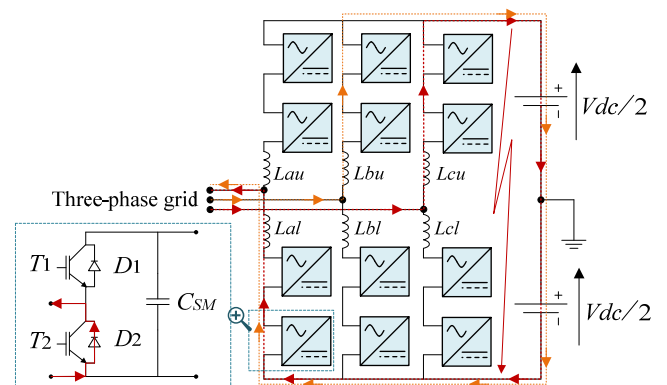 +
-
Vdc/2
Lau
Lbu
Lcu
Three-phase grid
Lal
Lbl
Lcl
T1
D1
CSM
T2
D2
+
-
Vdc/2